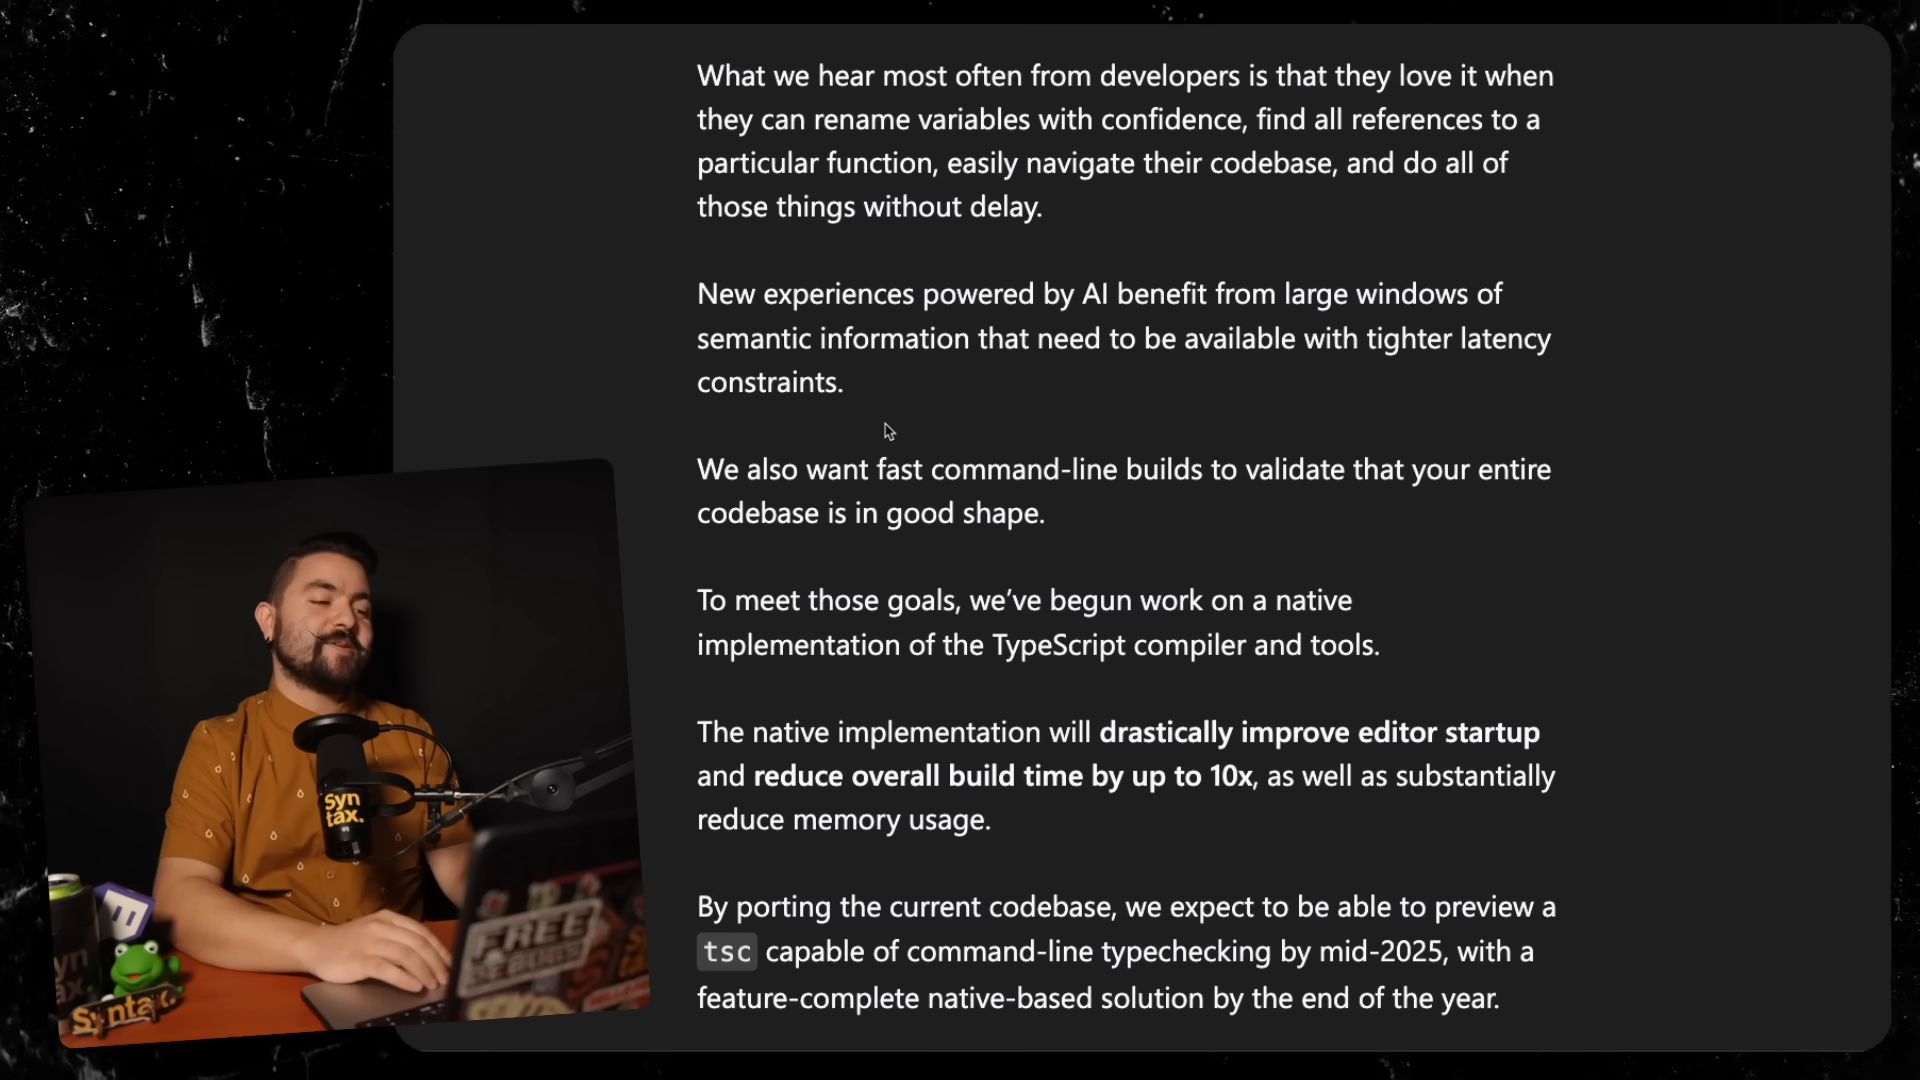 What we hear most often from developers is that they love it when
they can rename variables with confidence, find all references to a
particular function, easily navigate their codebase, and do all of
those things without delay.
New experiences powered by AI benefit from large windows of
semantic information that need to be available with tighter latency
constraints.
We also want fast command-line builds to validate that your entire
codebase is in good shape.
To meet those goals, we’ve begun work on a native
implementation of the TypeScript compiler and tools.
The native implementation will drastically improve editor startup
and reduce overall build time by up to 10x, as well as substantially
reduce memory usage.
By porting the current codebase, we expect to be able to preview a
tsc capable of command-line typechecking by mid-2025, with a
feature-complete native-based solution by the end of the year.
Syn
tax.
FREE
Syntax.